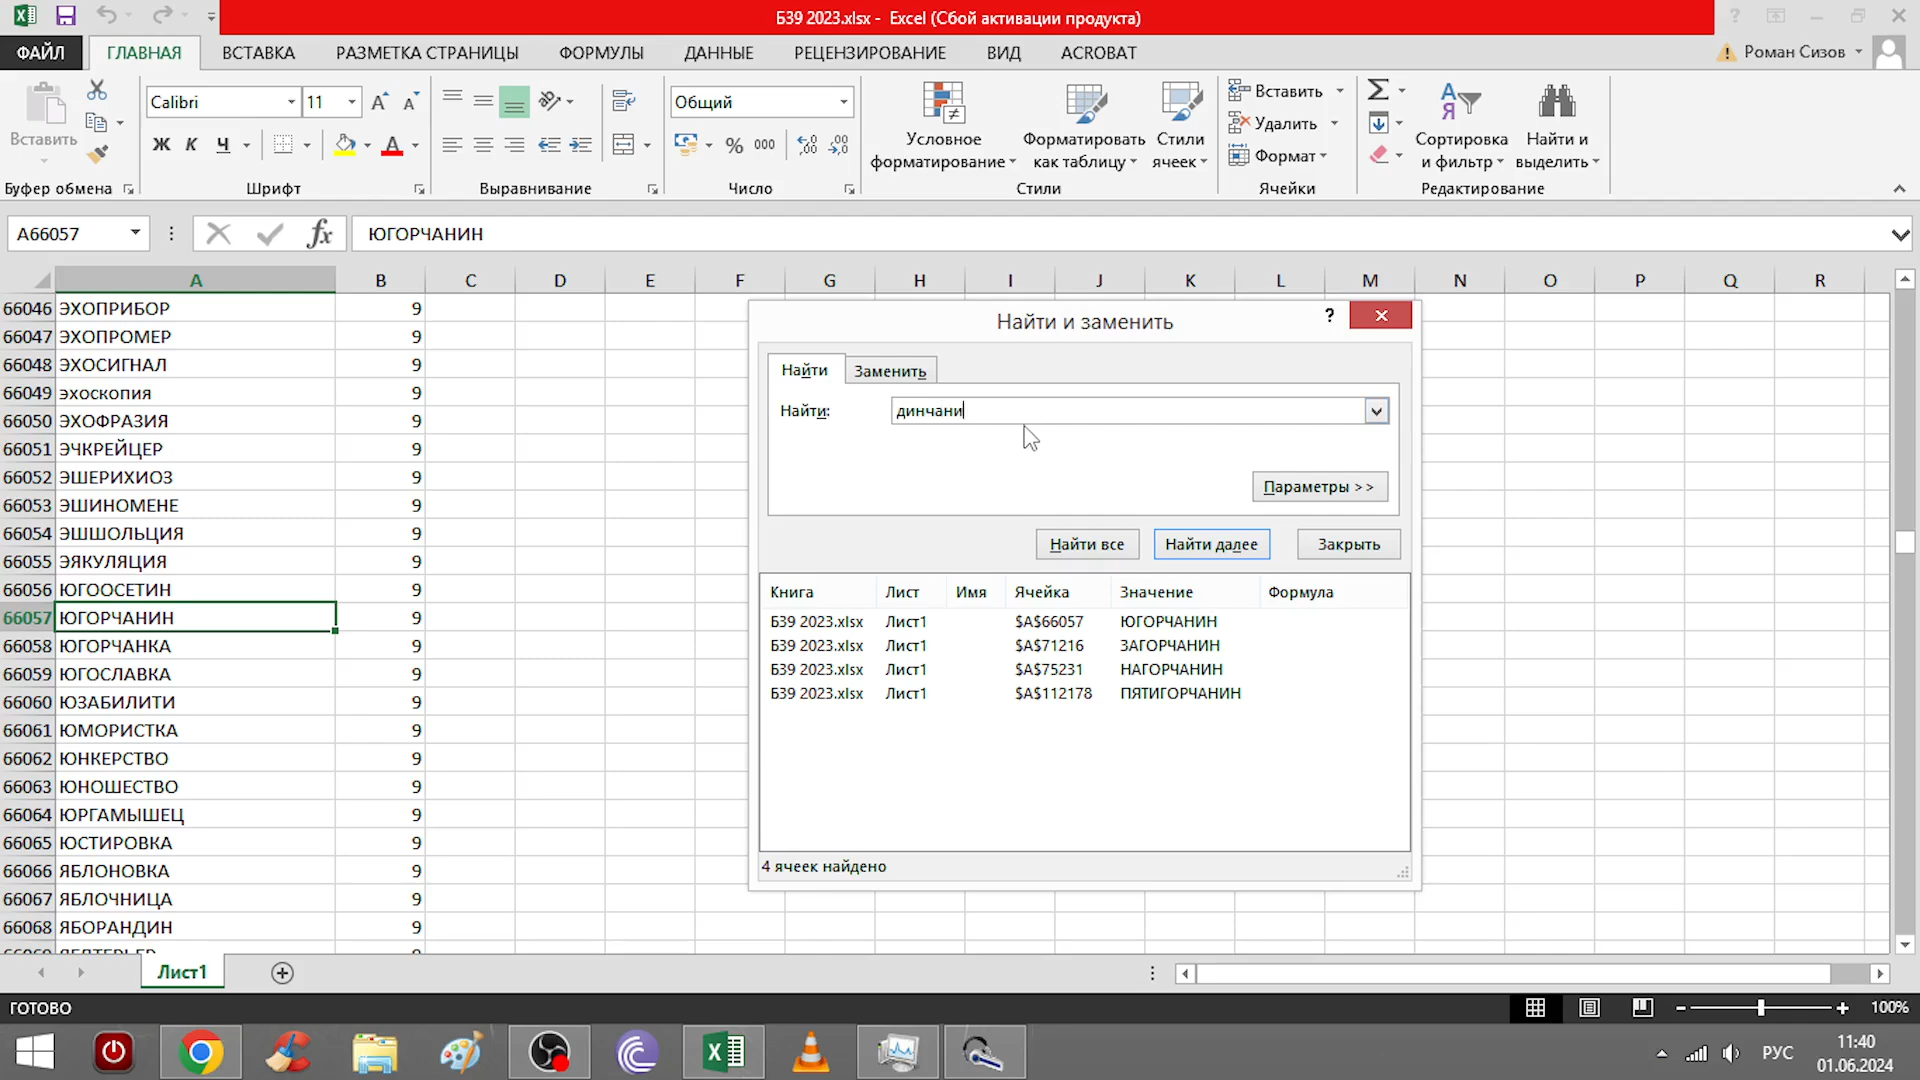 Б39 2023.xlsx - Excel (Сбой активации продукта)
ФАЙЛ ГЛАВНАЯ ВСТАВКА РАЗМЕТКА СТРАНИЦЫ ФОРМУЛЫ ДАННЫЕ РЕЦЕНЗИРОВАНИЕ ВИД ACROBAT Роман Сизов
Вставить
Буфер обмена
Calibri 11
Ж К Ч
Шрифт
Выравнивание
Общий
% 000
Число
Условное форматирование
Форматировать как таблицу
Стили ячеек
Стили
Вставить
Удалить
Формат
Ячейки
Сортировка и фильтр
Найти и выделить
Редактирование
A66057 fx ЮГОРЧАНИН
A B C D E F G H I J K L M N O P Q R
66046 ЭХОПРИБОР 9
66047 ЭХОПРОМЕР 9
66048 ЭХОСИГНАЛ 9
66049 эхоскопия 9
66050 ЭХОФРАЗИЯ 9
66051 ЭЧКРЕЙЦЕР 9
66052 ЭШЕРИХИОЗ 9
66053 ЭШИНОМЕНЕ 9
66054 ЭШШОЛЬЦИЯ 9
66055 ЭЯКУЛЯЦИЯ 9
66056 ЮГООСЕТИН 9
66057 ЮГОРЧАНИН 9
66058 ЮГОРЧАНКА 9
66059 ЮГОСЛАВКА 9
66060 ЮЗАБИЛИТИ 9
66061 ЮМОРИСТКА 9
66062 ЮНКЕРСТВО 9
66063 ЮНОШЕСТВО 9
66064 ЮРГАМЫШЕЦ 9
66065 ЮСТИРОВКА 9
66066 ЯБЛОНОВКА 9
66067 ЯБЛОЧНИЦА 9
66068 ЯБОРАНДИН 9
Найти и заменить ?
Найти Заменить
Найти: динчани
Параметры >>
Найти все Найти далее Закрыть
Книга Лист Имя Ячейка Значение Формула
Б39 2023.xlsx Лист1 $A$66057 ЮГОРЧАНИН
Б39 2023.xlsx Лист1 $A$71216 ЗАГОРЧАНИН
Б39 2023.xlsx Лист1 $A$75231 НАГОРЧАНИН
Б39 2023.xlsx Лист1 $A$112178 ПЯТИГОРЧАНИН
4 ячеек найдено
Лист1
ГОТОВО 100%
РУС 11:40
01.06.2024